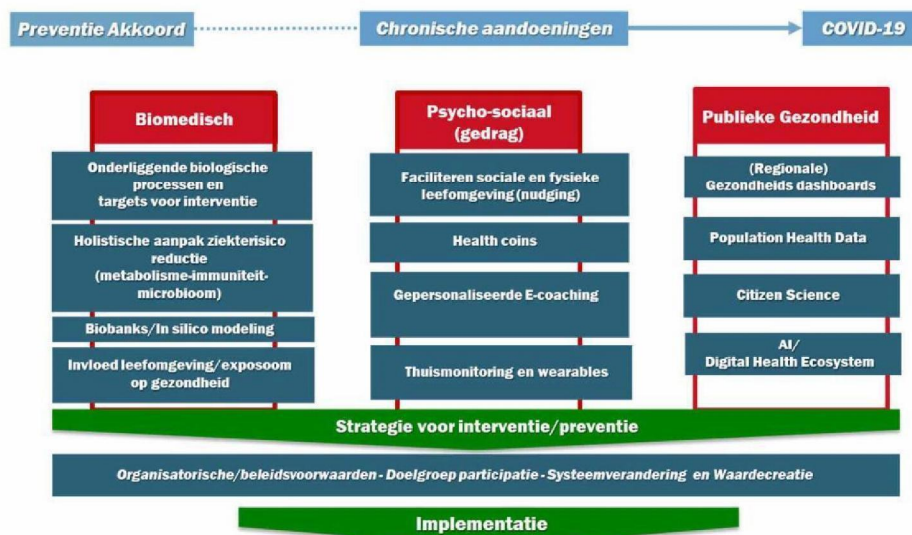 Preventie Akkoord
Chronische aandoeningen
COVID-19
Biomedisch
Onderliggende biologische
processen en
targets voor interventie
Holistische aanpak ziekterisico
reductie
(metabolisme-immuniteit-
microbioom)
Biobanks/In silico modeling
Invloed leefomgeving/exposoom
op gezondheid
Psycho-sociaal
(gedrag)
Faciliteren sociale en fysieke
leefomgeving (nudging)
Health coins
Gepersonaliseerde E-coaching
Thuismonitoring en wearables
Publieke Gezondheid
(Regionale)
Gezondheids dashboards
Population Health Data
Citizen Science
AI/
Digital Health Ecosystem
Strategie voor interventie/preventie
Organisatorische/beleidsvoorwaarden - Doelgroep participatie - Systeemverandering en Waardecreatie
Implementatie